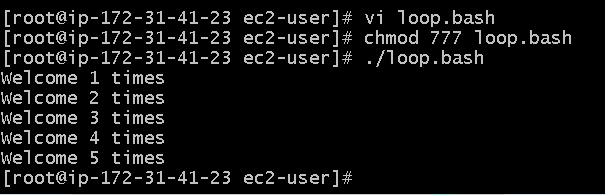 [root@ip-172-31-41-23 ec2-user]# vi loop.bash
[root@ip-172-31-41-23 ec2-user]# chmod 777 loop.bash
[root@ip-172-31-41-23 ec2-user]# ./loop.bash
Welcome 1 times
Welcome 2 times
Welcome 3 times
Welcome 4 times
Welcome 5 times
[root@ip-172-31-41-23 ec2-user]#